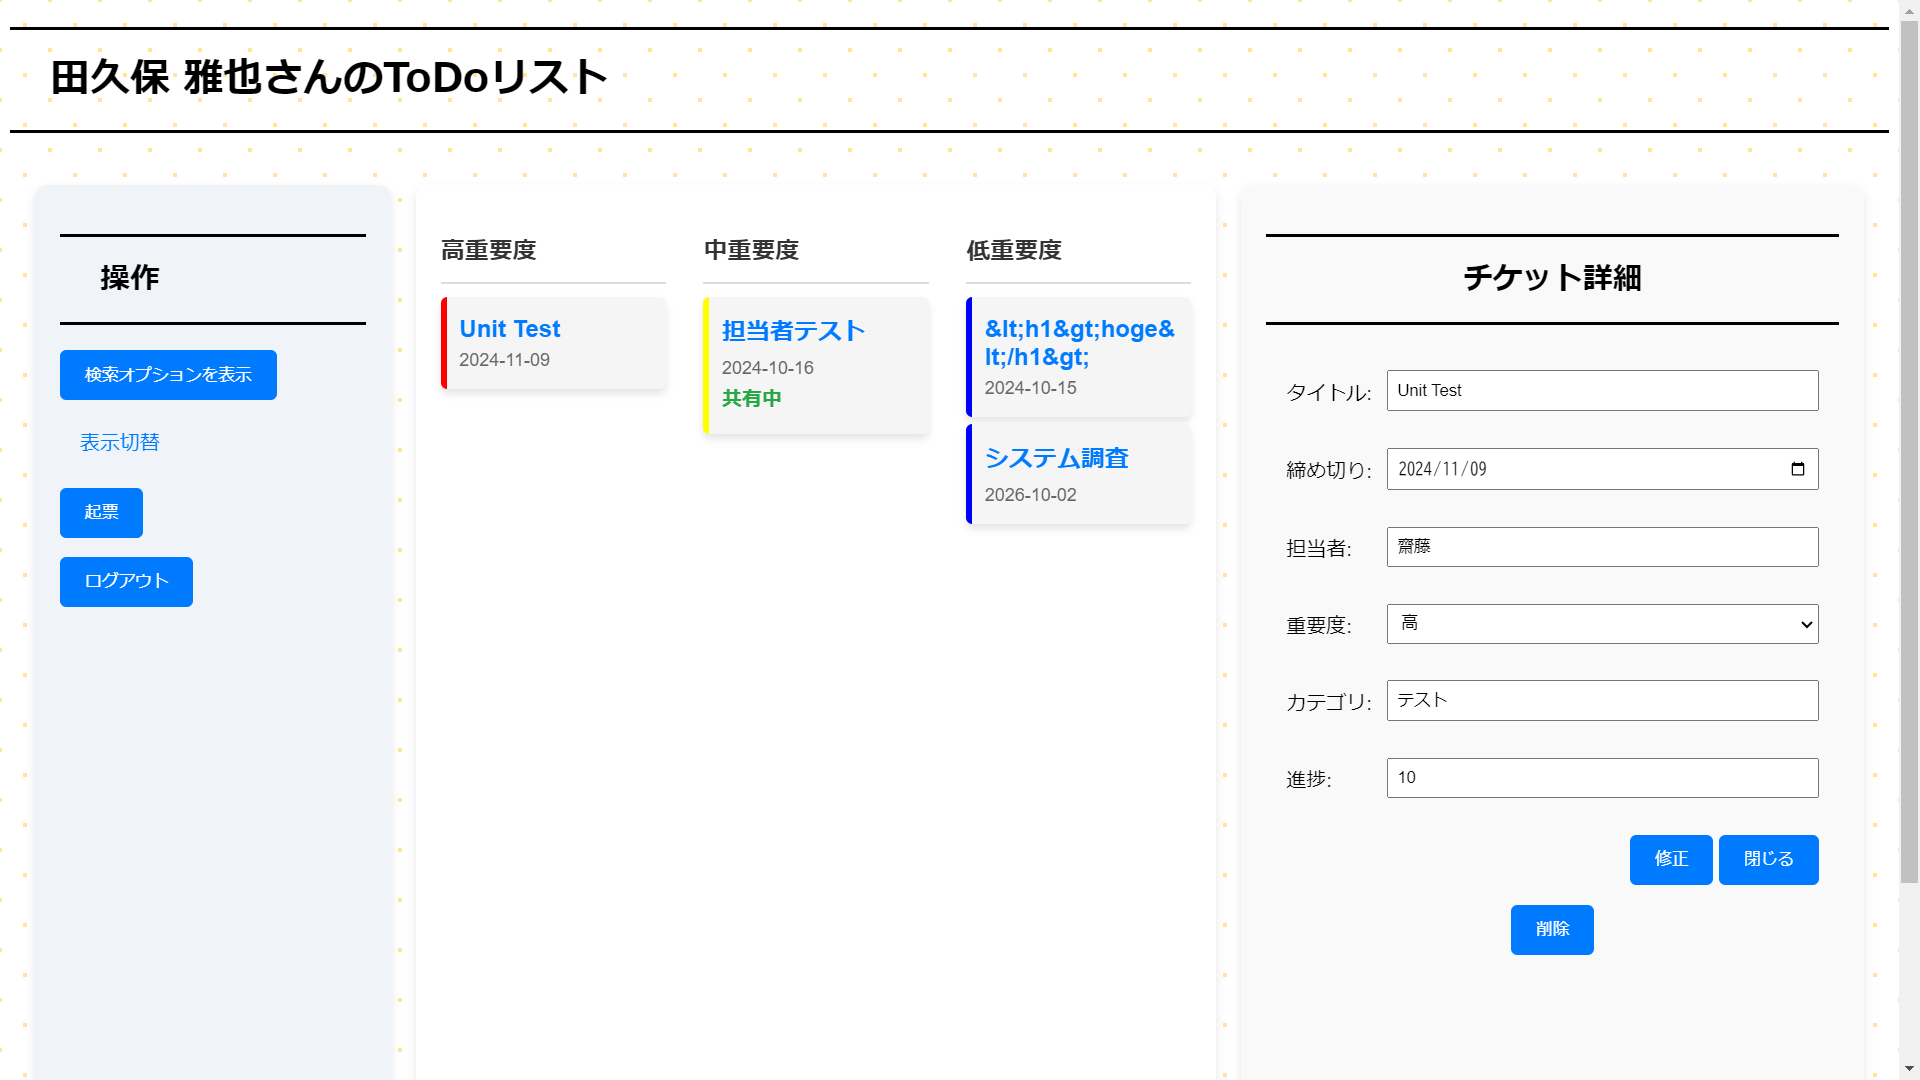 田久保 雅也さんのToDoリスト
操作
検索オプションを表示
表示切替
起票
ログアウト
高重要度
Unit Test
2024-11-09
中重要度
担当者テスト
2024-10-16
共有中
低重要度
&lt;h1&gt;hoge&
lt;/h1&gt;
2024-10-15
システム調査
2026-10-02
チケット詳細
タイトル: Unit Test
締め切り: 2024/11/09
担当者: 齋藤
重要度: 高
カテゴリ: テスト
進捗: 10
修正 閉じる
削除